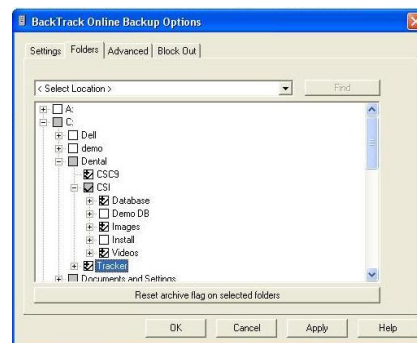 BackTrack Online Backup Options
Settings Folders Advanced Block Out
< Select Location > Find
A:
C:
Dell
demo
Dental
CSC9
CSI
Database
Demo DB
Images
Install
Videos
Tracker
Documents and Settings
Reset archive flag on selected folders
OK Cancel Apply Help